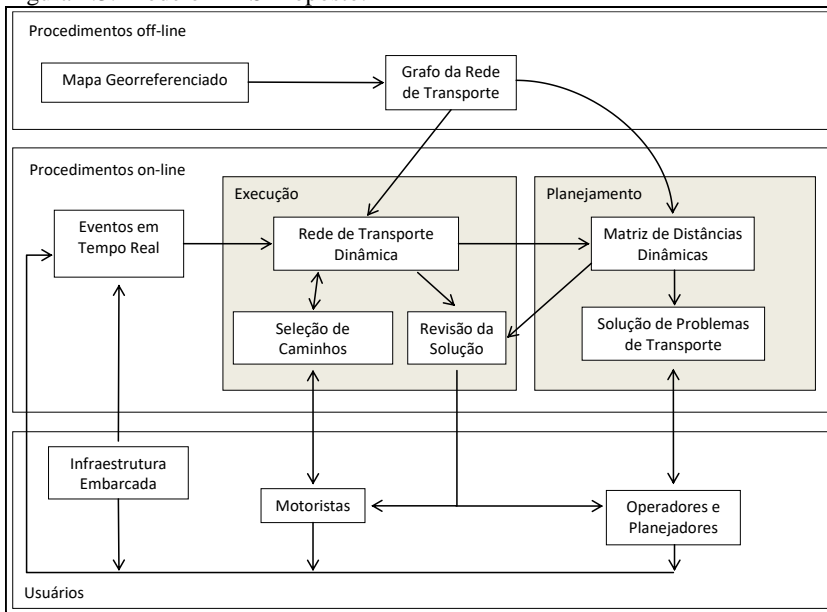 Procedimentos off-line
Mapa Georreferenciado
Grafo da Rede
de Transporte
Procedimentos on-line
Execução
Planejamento
Eventos em
Tempo Real
Rede de Transporte
Dinâmica
Matriz de Distâncias
Dinâmicas
Seleção de
Caminhos
Revisão da
Solução
Solução de Problemas
de Transporte
Infraestrutura
Embarcada
Motoristas
Operadores e
Planejadores
Usuários